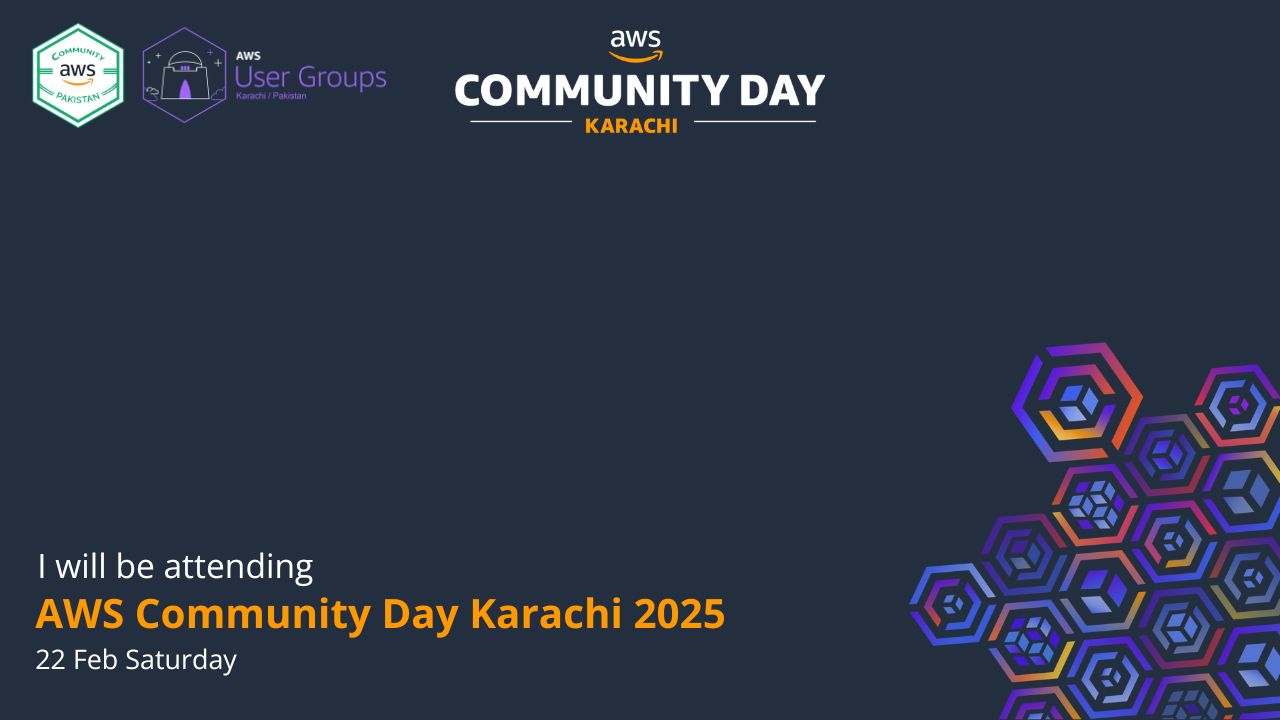 COMMUNITY
aws
PAKISTAN
AWS
User Groups
Karachi / Pakistan
aws
COMMUNITY DAY
KARACHI
I will be attending
AWS Community Day Karachi 2025
22 Feb Saturday